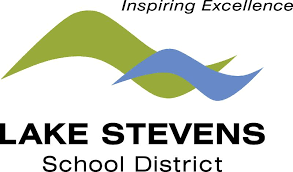 Inspiring Excellence
LAKE STEVENS
School District